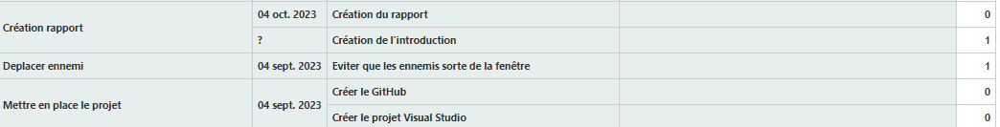 Création rapport 04 oct. 2023 Création du rapport 0
? Création de l'introduction 1
Deplacer ennemi 04 sept. 2023 Eviter que les ennemis sorte de la fenêtre 1
Mettre en place le projet 04 sept. 2023 Créer le GitHub 0
Créer le projet Visual Studio 0